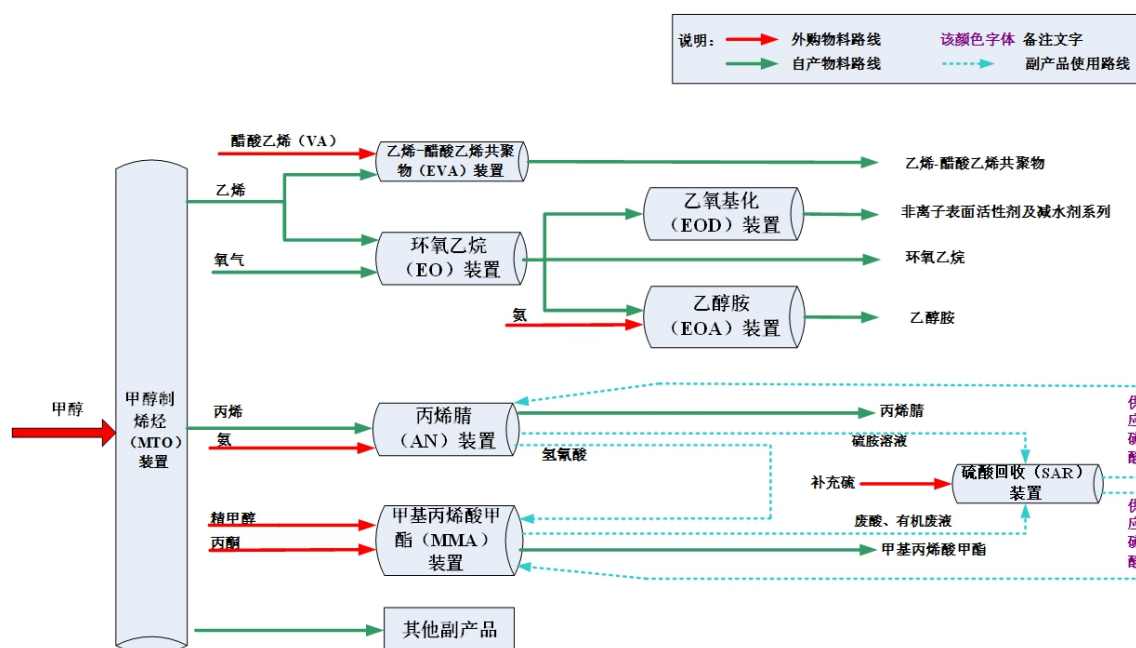 说明：
外购物料路线
该颜色字体 备注文字
自产物料路线
副产品使用路线
醋酸乙烯（VA）
乙烯-醋酸乙烯共聚
物（EVA）装置
乙烯-醋酸乙烯共聚物
乙烯
乙氧基化
（EOD）装置
非离子表面活性剂及减水剂系列
环氧乙烷
（EO）装置
氧气
环氧乙烷
氨
乙醇胺
（EOA）装置
乙醇胺
甲醇
甲醇制
烯烃
（MTO）
装置
丙烯
氨
丙烯腈
（AN）装置
丙烯腈
硫胺溶液
氢氰酸
供
应
硫
酸
补充硫
硫酸回收（SAR）
装置
精甲醇
丙酮
甲基丙烯酸甲
酯（MMA）
装置
废酸、有机废液
甲基丙烯酸甲酯
供
应
硫
酸
其他副产品